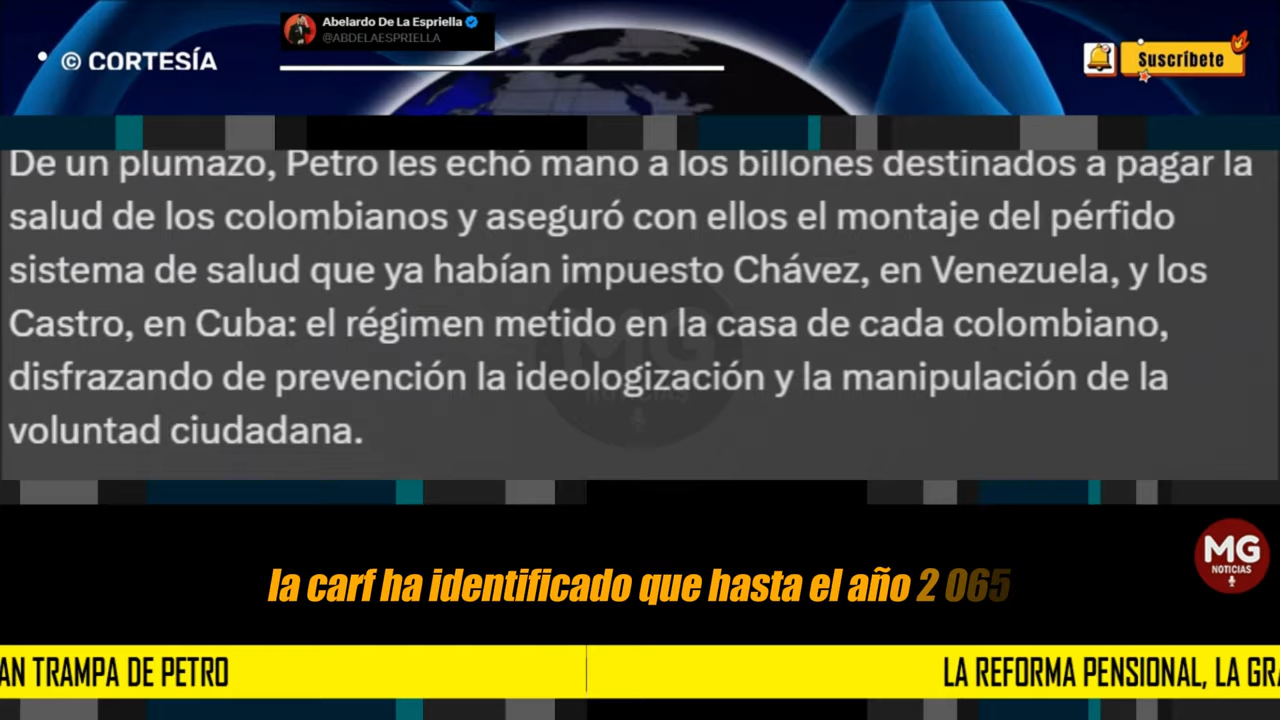 Abelardo De La Espriella
@ABDELAESPRIELLA
© CORTESÍA
Suscríbete
De un plumazo, Petro les echó mano a los billones destinados a pagar la
salud de los colombianos y aseguró con ellos el montaje del pérfido
sistema de salud que ya habían impuesto Chávez, en Venezuela, y los
Castro, en Cuba: el régimen metido en la casa de cada colombiano,
disfrazando de prevención la ideologización y la manipulación de la
voluntad ciudadana.
MG
NOTICIAS
la carf ha identificado que hasta el año 2 065
MG
NOTICIAS
AN TRAMPA DE PETRO
LA REFORMA PENSIONAL, LA GRA